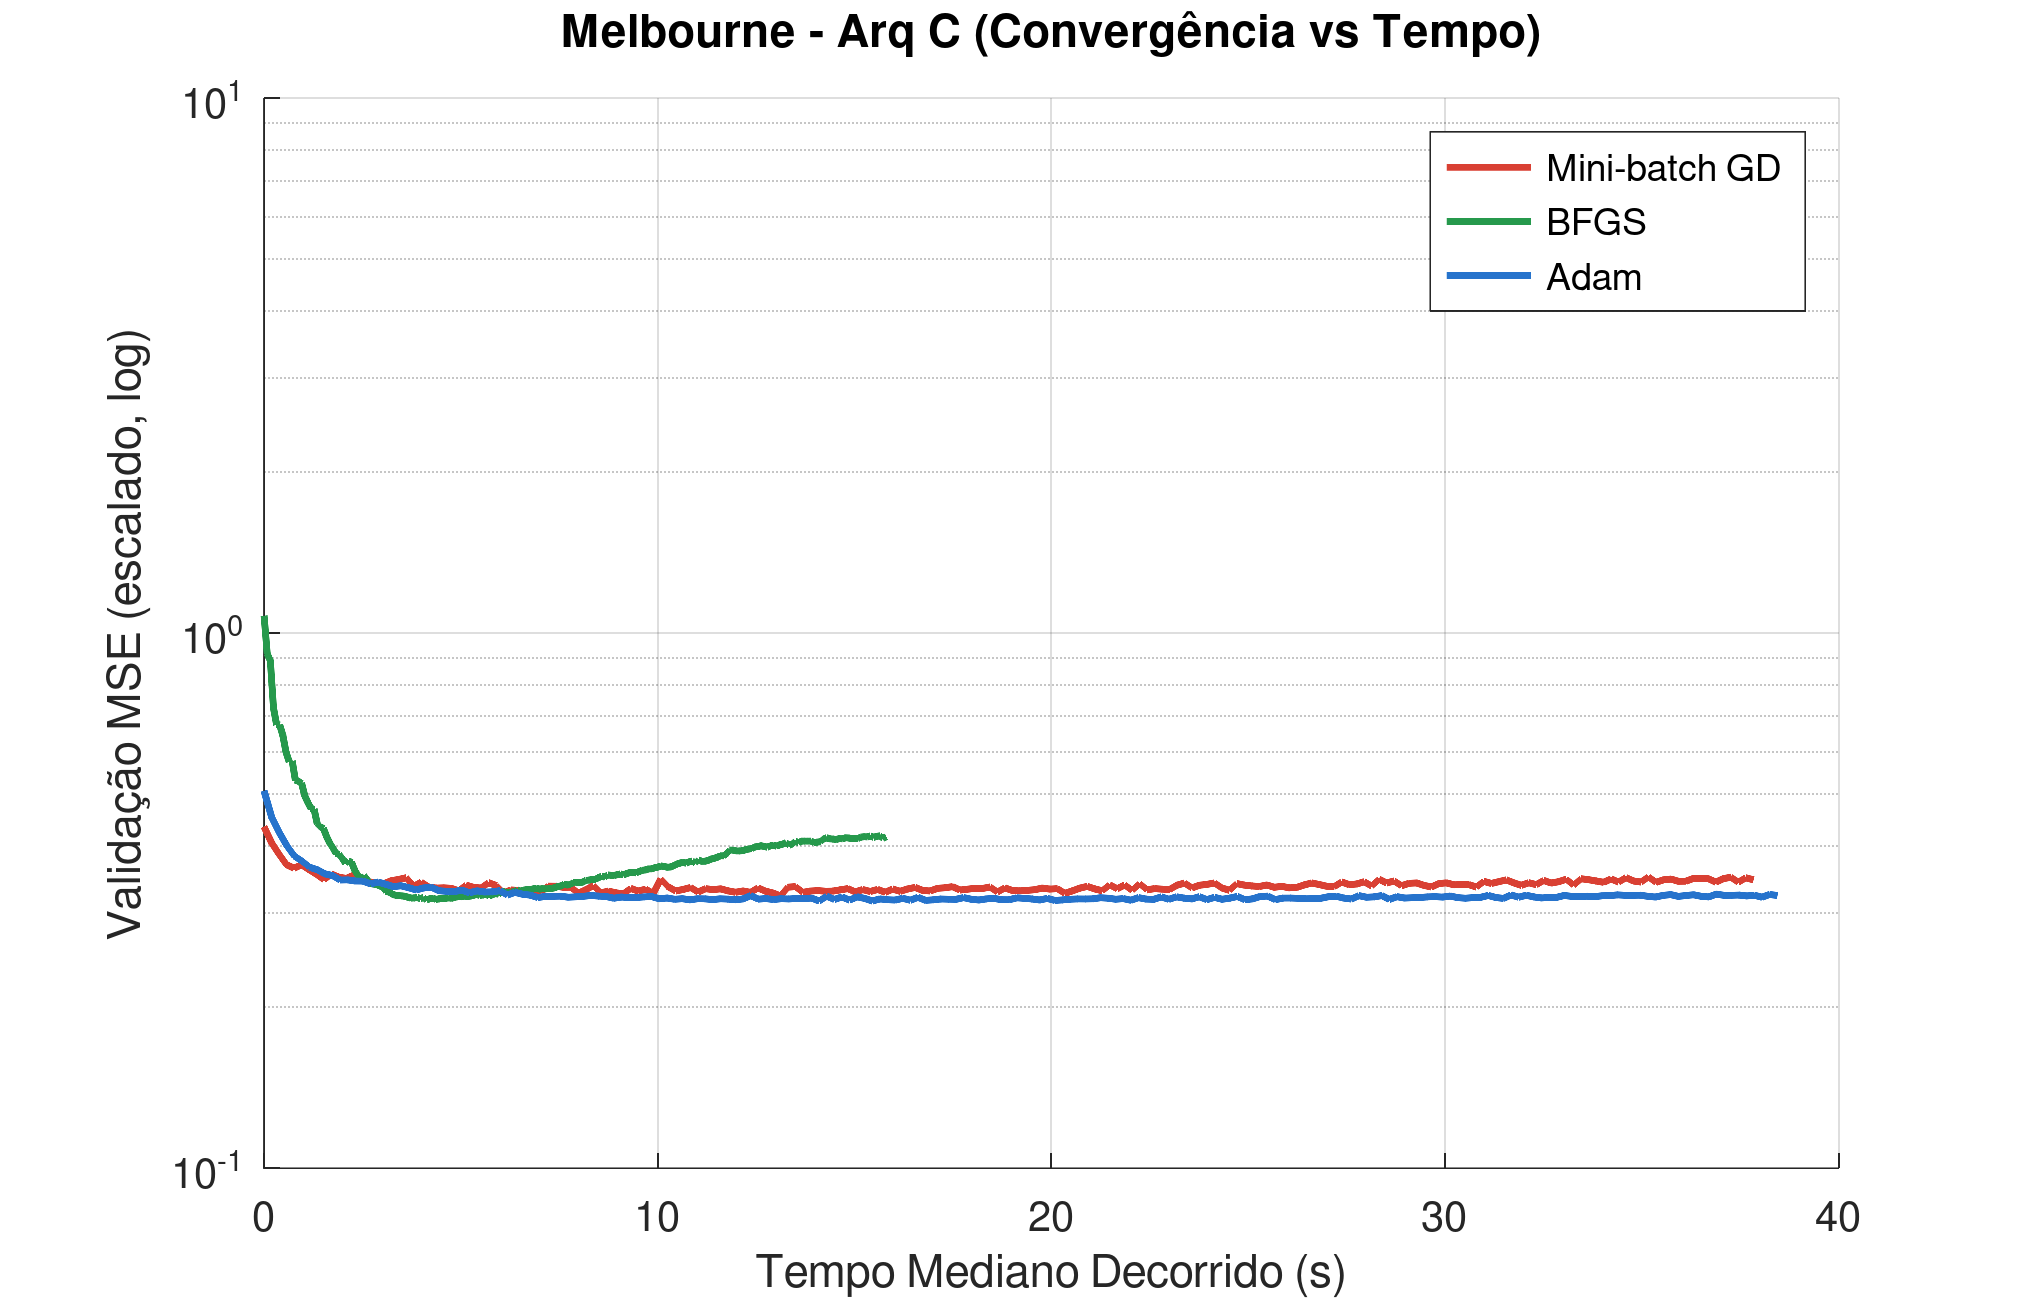 Melbourne - Arq C (Convergência vs Tempo)
10^1
10^0
10^-1
Validação MSE (escalado, log)
Mini-batch GD
BFGS
Adam
0 10 20 30 40
Tempo Mediano Decorrido (s)